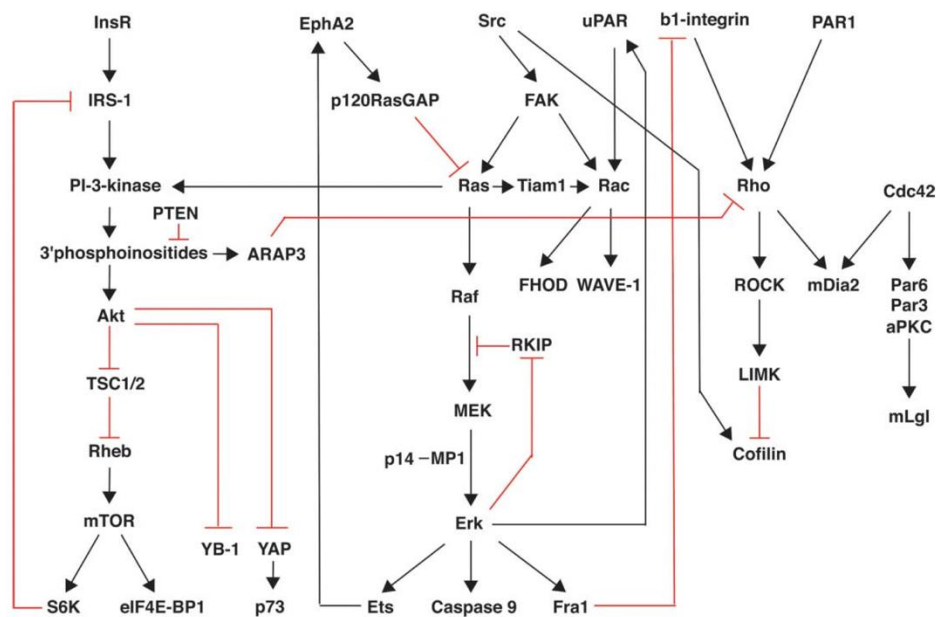 InsR
EphA2
Src
uPAR
b1-integrin
PAR1
IRS-1
p120RasGAP
FAK
PI-3-kinase
Ras
Tiam1
Rac
Rho
Cdc42
PTEN
3'phosphoinositides
ARAP3
Raf
FHOD
WAVE-1
ROCK
mDia2
Par6
Par3
aPKC
Akt
RKIP
TSC1/2
LIMK
MEK
mLgl
Rheb
p14 –MP1
Cofilin
mTOR
Erk
YB-1
YAP
S6K
eIF4E-BP1
p73
Ets
Caspase 9
Fra1